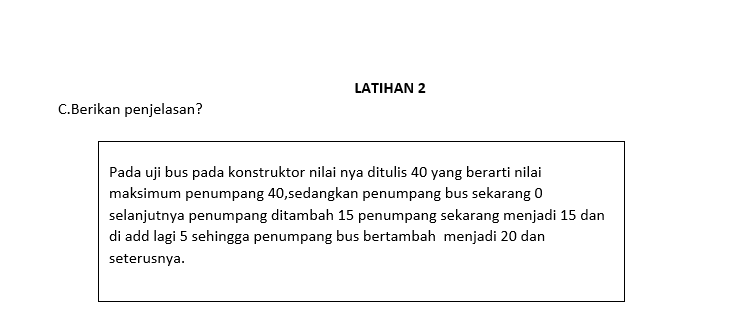 LATIHAN 2
C.Berikan penjelasan?
Pada uji bus pada konstruktor nilai nya ditulis 40 yang berarti nilai
maksimum penumpang 40,sedangkan penumpang bus sekarang 0
selanjutnya penumpang ditambah 15 penumpang sekarang menjadi 15 dan
di add lagi 5 sehingga penumpang bus bertambah  menjadi 20 dan
seterusnya.